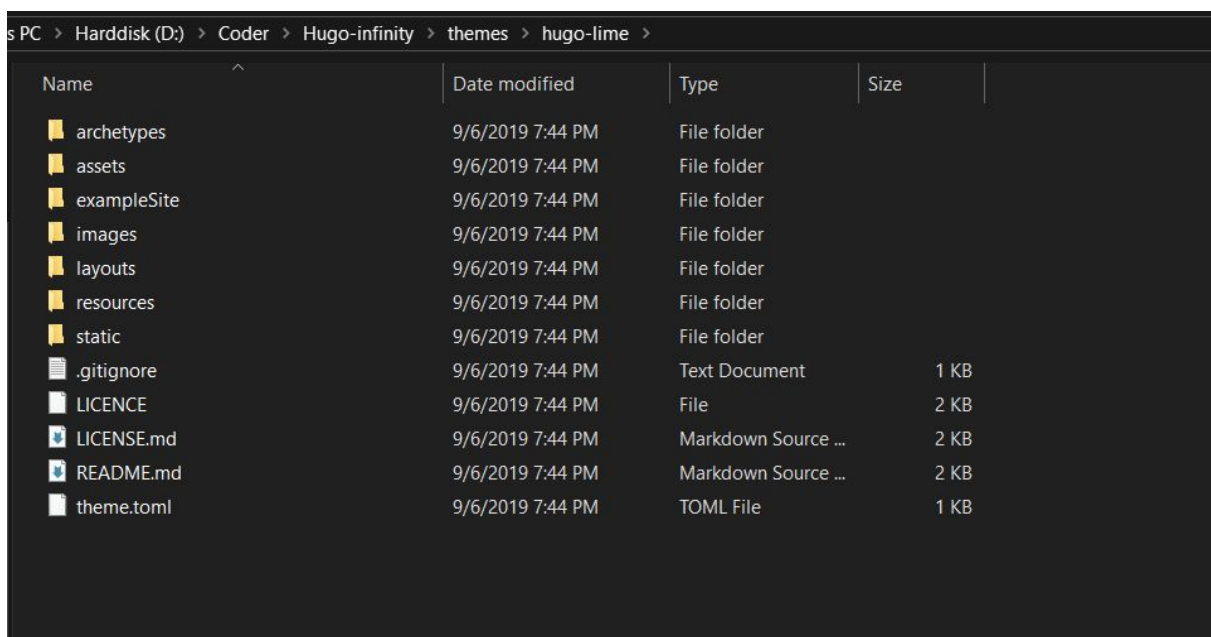 s PC > Harddisk (D:) > Coder > Hugo-infinity > themes > hugo-lime >
Name Date modified Type Size
archetypes 9/6/2019 7:44 PM File folder
assets 9/6/2019 7:44 PM File folder
exampleSite 9/6/2019 7:44 PM File folder
images 9/6/2019 7:44 PM File folder
layouts 9/6/2019 7:44 PM File folder
resources 9/6/2019 7:44 PM File folder
static 9/6/2019 7:44 PM File folder
.gitignore 9/6/2019 7:44 PM Text Document 1 KB
LICENCE 9/6/2019 7:44 PM File 2 KB
LICENSE.md 9/6/2019 7:44 PM Markdown Source ... 2 KB
README.md 9/6/2019 7:44 PM Markdown Source ... 2 KB
theme.toml 9/6/2019 7:44 PM TOML File 1 KB